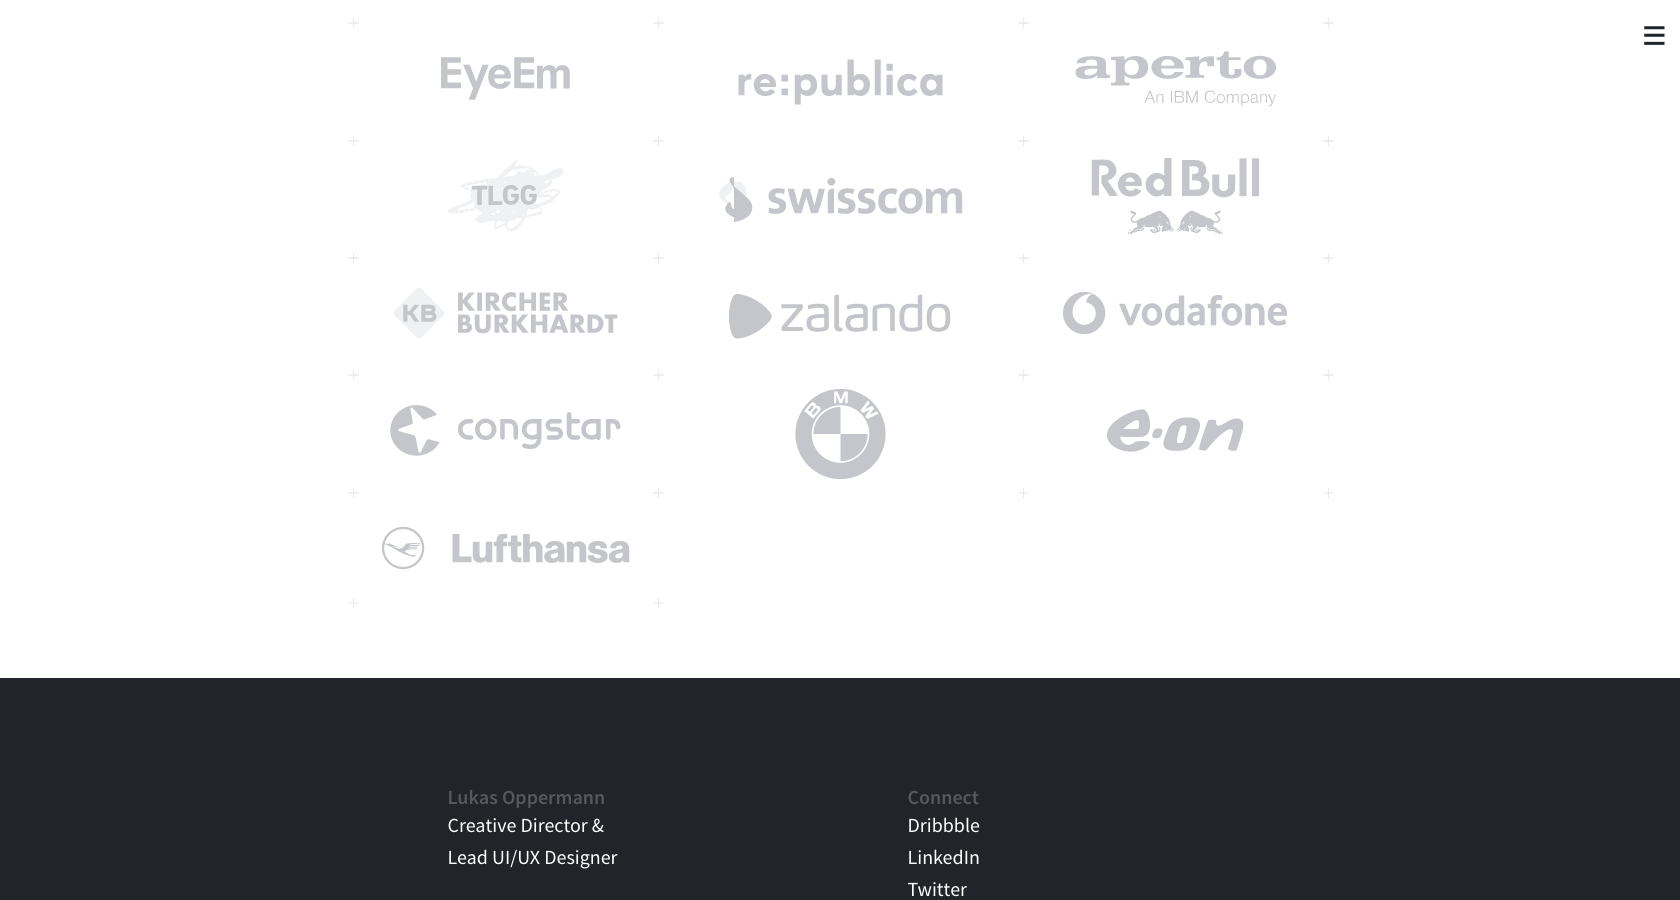 EyeEm
re:publica
aperto
An IBM Company
TLGG
swisscom
Red Bull
KB
KIRCHER
BURKHARDT
zalando
vodafone
congstar
BMW
e·on
Lufthansa
Lukas Oppermann
Creative Director &
Lead UI/UX Designer
Connect
Dribbble
LinkedIn
Twitter